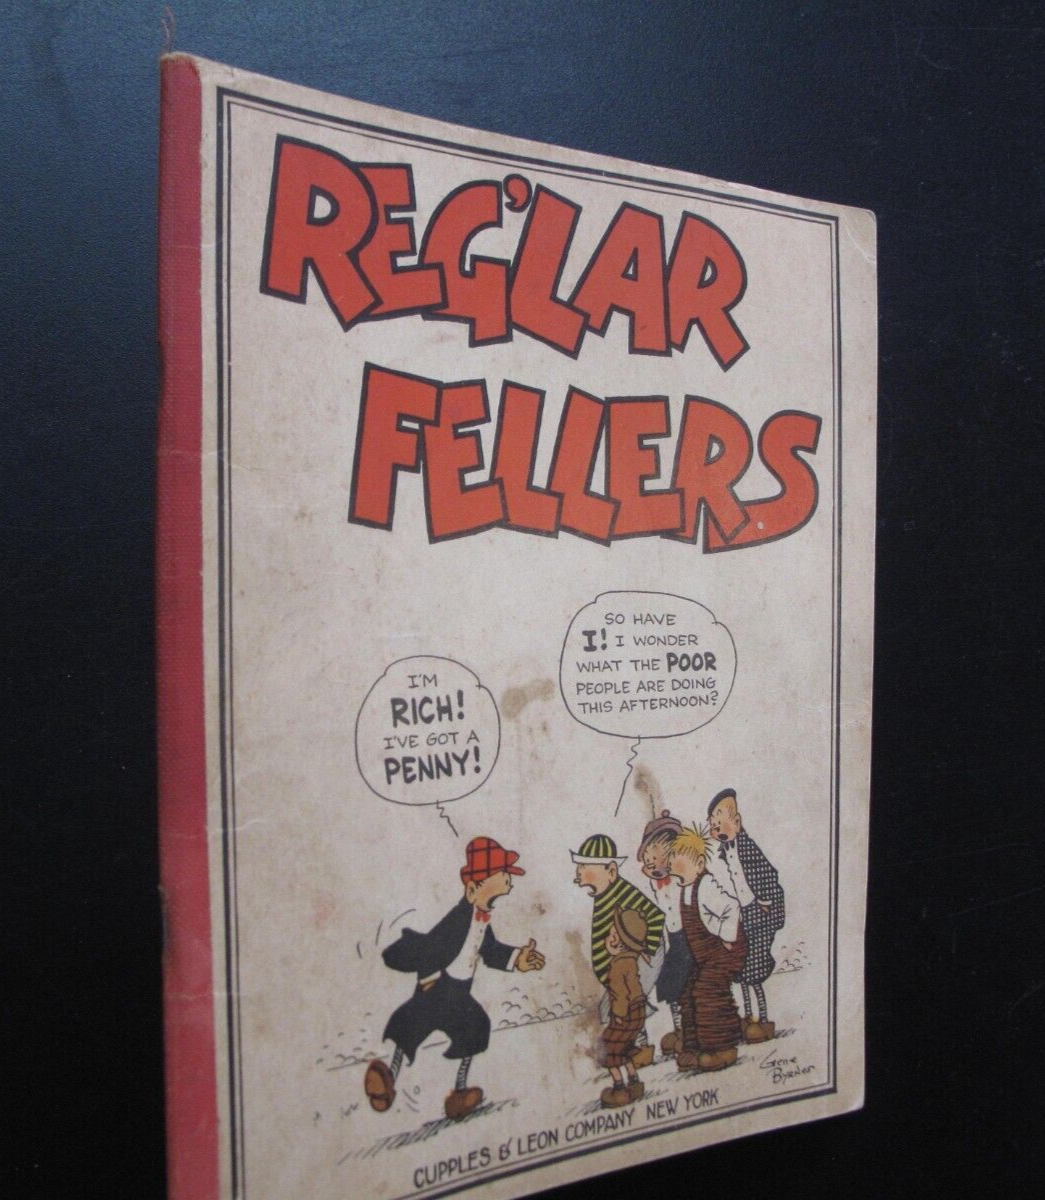 REG'LAR
FELLERS
I'M
RICH!
I'VE GOT A
PENNY!
SO HAVE
I! I WONDER
WHAT THE POOR
PEOPLE ARE DOING
THIS AFTERNOON?
Gene
Byrnes
CUPPLES & LEON COMPANY NEW YORK